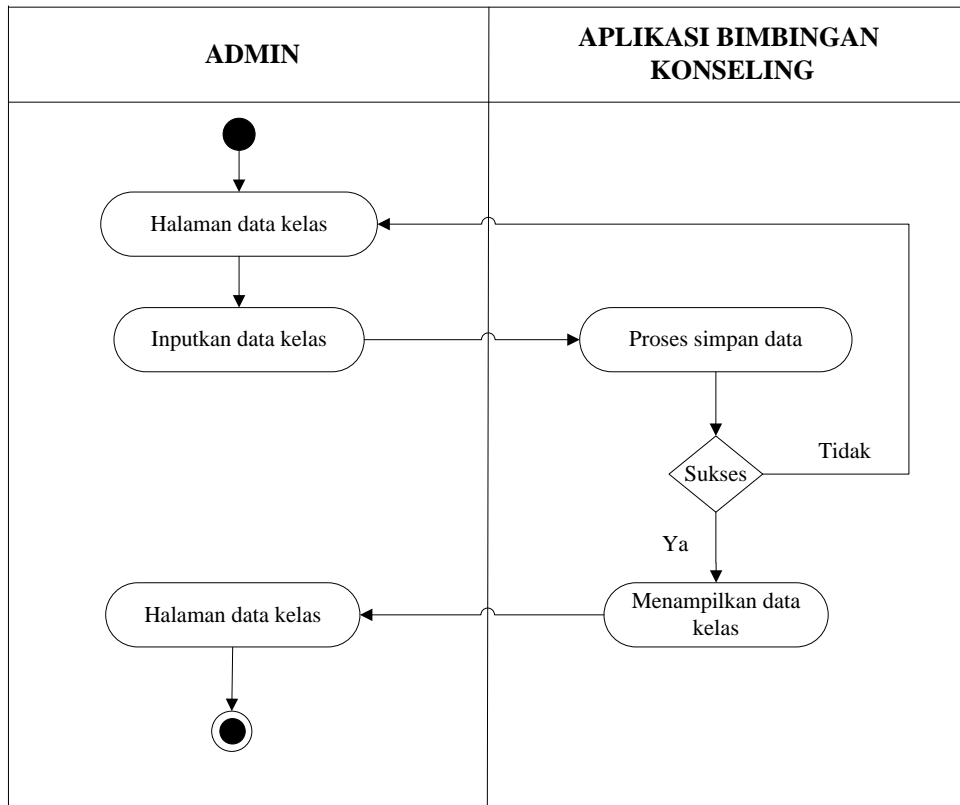 ADMIN
APLIKASI BIMBINGAN
KONSELING
Halaman data kelas
Inputkan data kelas
Proses simpan data
Sukses
Tidak
Ya
Halaman data kelas
Menampilkan data
kelas